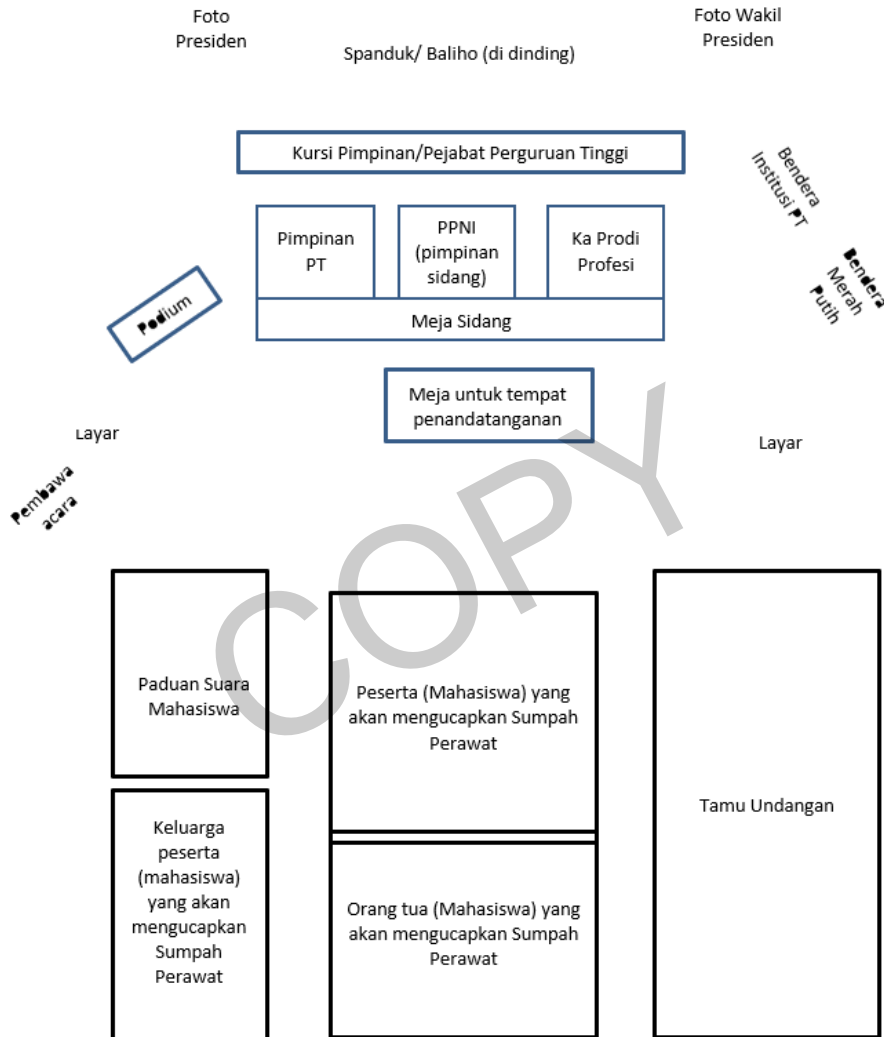 Foto
Presiden
Foto Wakil
Presiden
Spanduk/ Baliho (di dinding)
Kursi Pimpinan/Pejabat Perguruan Tinggi
Bendera
Institusi PT
Pimpinan
PT
PPNI
(pimpinan
sidang)
Ka Prodi
Profesi
Bendera
Merah
Putih
Podium
Meja Sidang
Meja untuk tempat
penandatanganan
Layar
Layar
Pembawa
acara
COPY
Paduan Suara
Mahasiswa
Peserta (Mahasiswa) yang
akan mengucapkan Sumpah
Perawat
Tamu Undangan
Keluarga
peserta
(mahasiswa)
yang akan
mengucapkan
Sumpah
Perawat
Orang tua (Mahasiswa) yang
akan mengucapkan Sumpah
Perawat